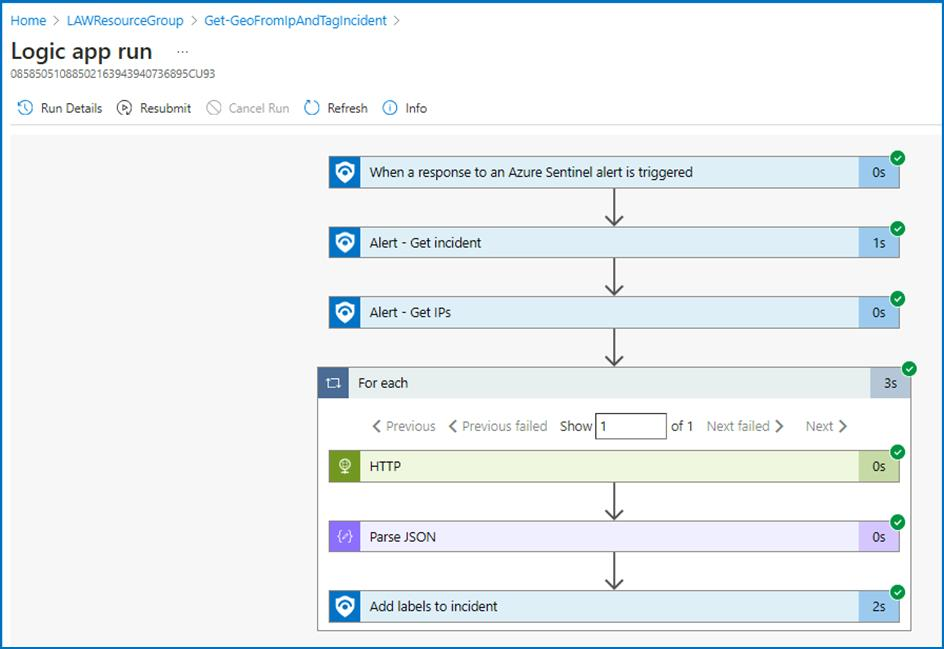 Home > LAWResourceGroup > Get-GeoFromIpAndTagIncident >
Logic app run ...
08585051088502163943940736895CU93
Run Details Resubmit Cancel Run Refresh Info
When a response to an Azure Sentinel alert is triggered 0s
Alert - Get incident 1s
Alert - Get IPs 0s
For each 3s
< Previous < Previous failed Show 1 of 1 Next failed > Next >
HTTP 0s
Parse JSON 0s
Add labels to incident 2s